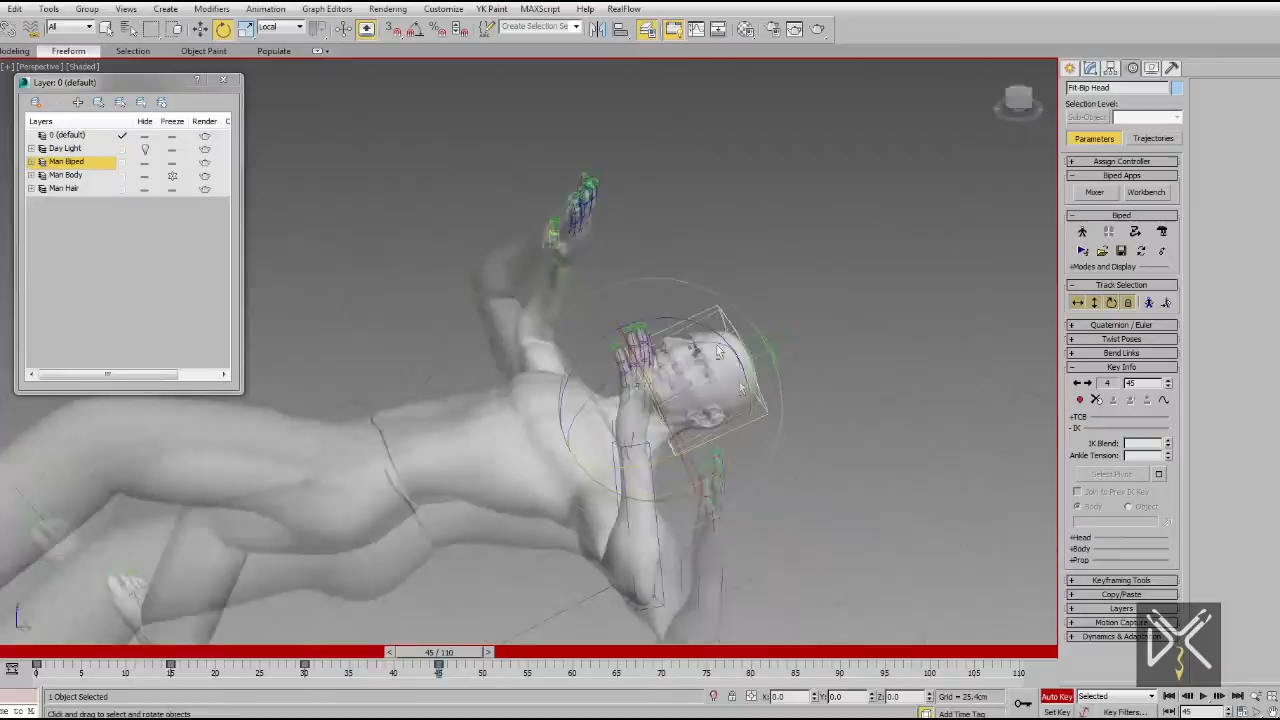 Edit Tools Group Views Create Modifiers Animation Graph Editors Rendering Customize YK Paint MAXScript Help RealFlow
All Local Create Selection Se
odeling Freeform Selection Object Paint Populate
[+] [Perspective] [Shaded]
Layer: 0 (default) ?
Layers Hide Freeze Render C
0 (default)
Day Light
Man Biped
Man Body
Man Hair
Fit-Bip Head
Selection Level:
Sub-Object
Parameters Trajectories
+ Assign Controller
- Biped Apps
Mixer Workbench
- Biped
+Modes and Display
- Track Selection
+ Quaternion / Euler
+ Twist Poses
+ Bend Links
- Key Info
4 45
+TCB
-IK
IK Blend:
Ankle Tension:
Select Pivot
Join to Prev IK Key
Body Object
+Head
+Body
+Prop
+ Keyframing Tools
+ Copy/Paste
+ Layers
+ Motion Capture
+ Dynamics & Adaptation
< 45 / 110 >
0 5 10 15 20 25 30 35 40 45 50 55 60 65 70 75 80 85 90 95 100 105 110
1 Object Selected X: 0.0 Y: 0.0 Z: 0.0 Grid = 25.4cm Auto Key Selected
me to M Click and drag to select and rotate objects Add Time Tag Set Key Key Filters... 45